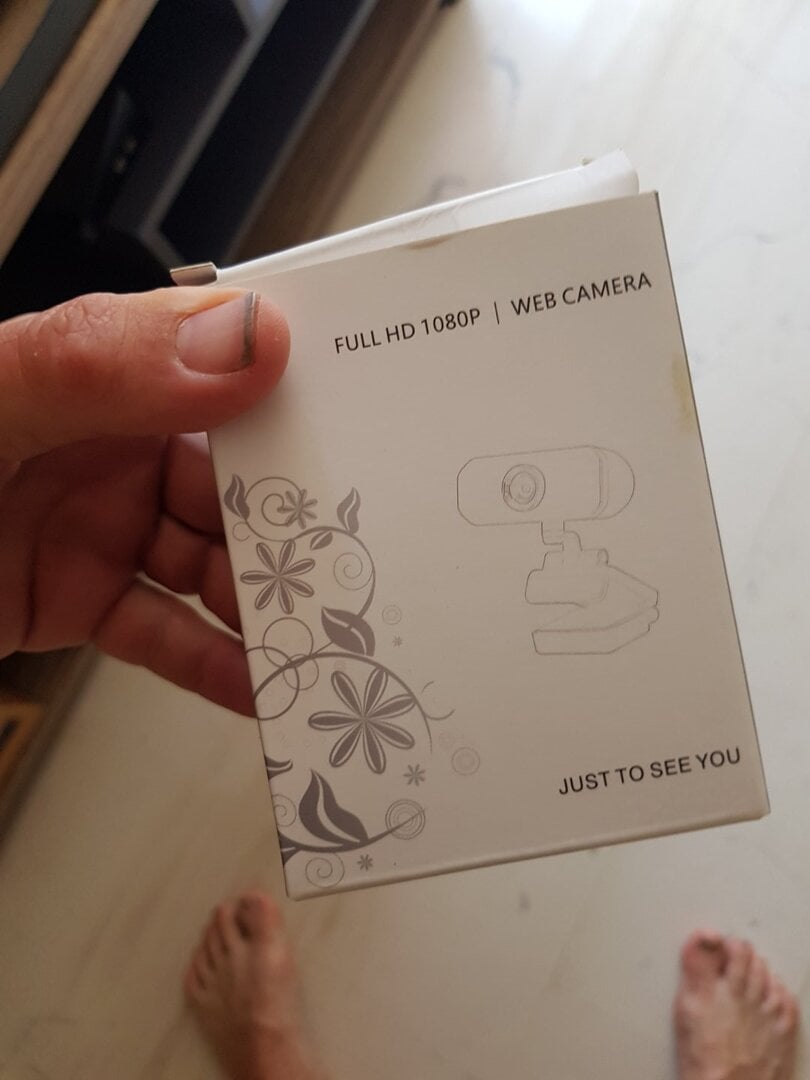 FULL HD 1080P | WEB CAMERA
JUST TO SEE YOU